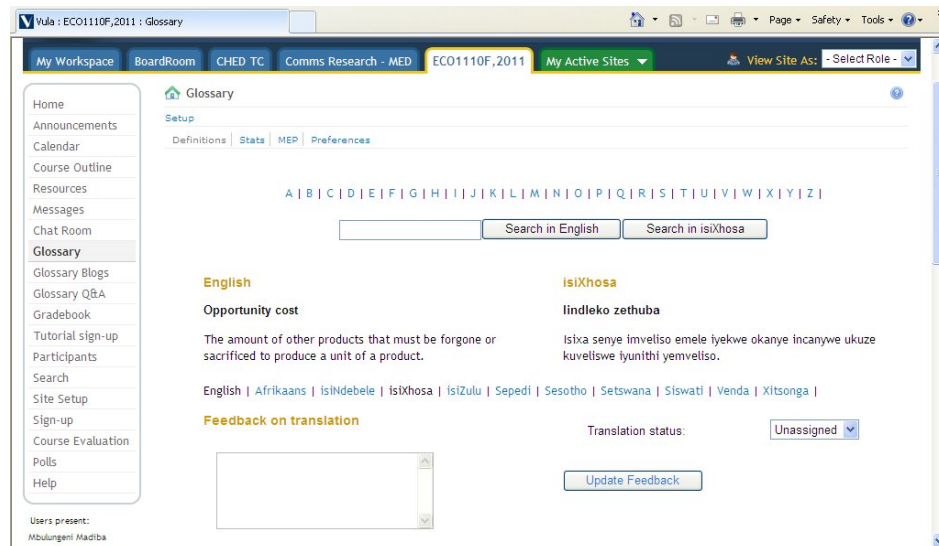 Vula : ECO1110F,2011 : Glossary
Page Safety Tools
My Workspace BoardRoom CHED TC Comms Research - MED ECO1110F,2011 My Active Sites View Site As: - Select Role -
Home
Announcements
Calendar
Course Outline
Resources
Messages
Chat Room
Glossary
Glossary Blogs
Glossary Q&A
Gradebook
Tutorial sign-up
Participants
Search
Site Setup
Sign-up
Course Evaluation
Polls
Help
Users present:
Mbulungeni Madiba
Glossary
Setup
Definitions | Stats | MEP | Preferences
A | B | C | D | E | F | G | H | I | J | K | L | M | N | O | P | Q | R | S | T | U | V | W | X | Y | Z |
Search in English Search in isiXhosa
English
Opportunity cost
The amount of other products that must be forgone or
sacrificed to produce a unit of a product.
isiXhosa
Iindleko zethuba
Isixa senye imveliso emele iyekwe okanye incanywe ukuze
kuveliswe iyunithi yemveliso.
English | Afrikaans | isiNdebele | isiXhosa | isiZulu | Sepedi | Sesotho | Setswana | Siswati | Venda | Xitsonga |
Feedback on translation
Translation status: Unassigned
Update Feedback